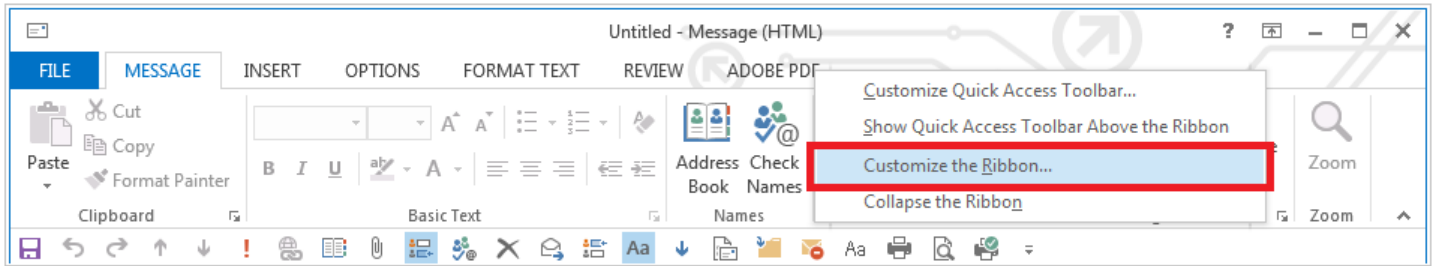 Untitled - Message (HTML)
?
FILE MESSAGE INSERT OPTIONS FORMAT TEXT REVIEW ADOBE PDF
Customize Quick Access Toolbar...
Show Quick Access Toolbar Above the Ribbon
Customize the Ribbon...
Collapse the Ribbon
Paste
Cut
Copy
Format Painter
Clipboard
A A
B I U ab A
Basic Text
Address Book
Check Names
Names
Zoom
Zoom
! Aa Aa